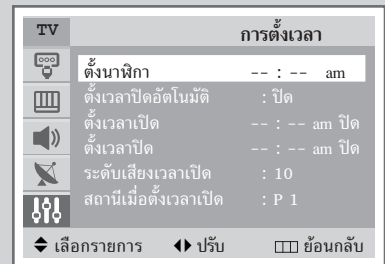 TV การตั้งเวลา
ตั้งนาฬิกา -- : -- am
ตั้งเวลาปิดอัตโนมัติ : ปิด
ตั้งเวลาเปิด -- : -- am ปิด
ตั้งเวลาปิด -- : -- am ปิด
ระดับเสียงเวลาเปิด : 10
สถานีเมื่อตั้งเวลาเปิด : P 1
เลือกรายการ ปรับ ย้อนกลับ